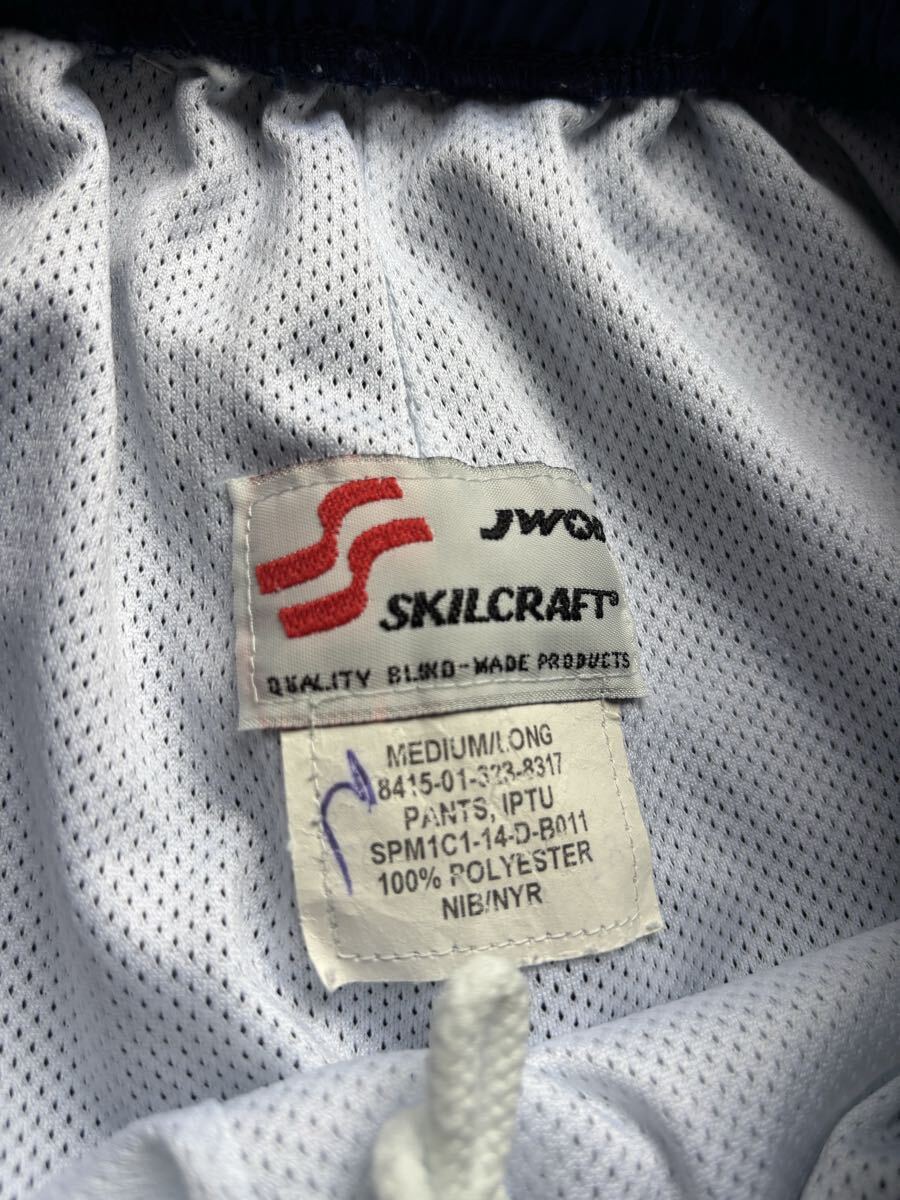 JWO
SKILCRAFT®
QUALITY BLIND-MADE PRODUCTS
MEDIUM/LONG
8415-01-323-8317
PANTS, IPTU
SPM1C1-14-D-B011
100% POLYESTER
NIB/NYR